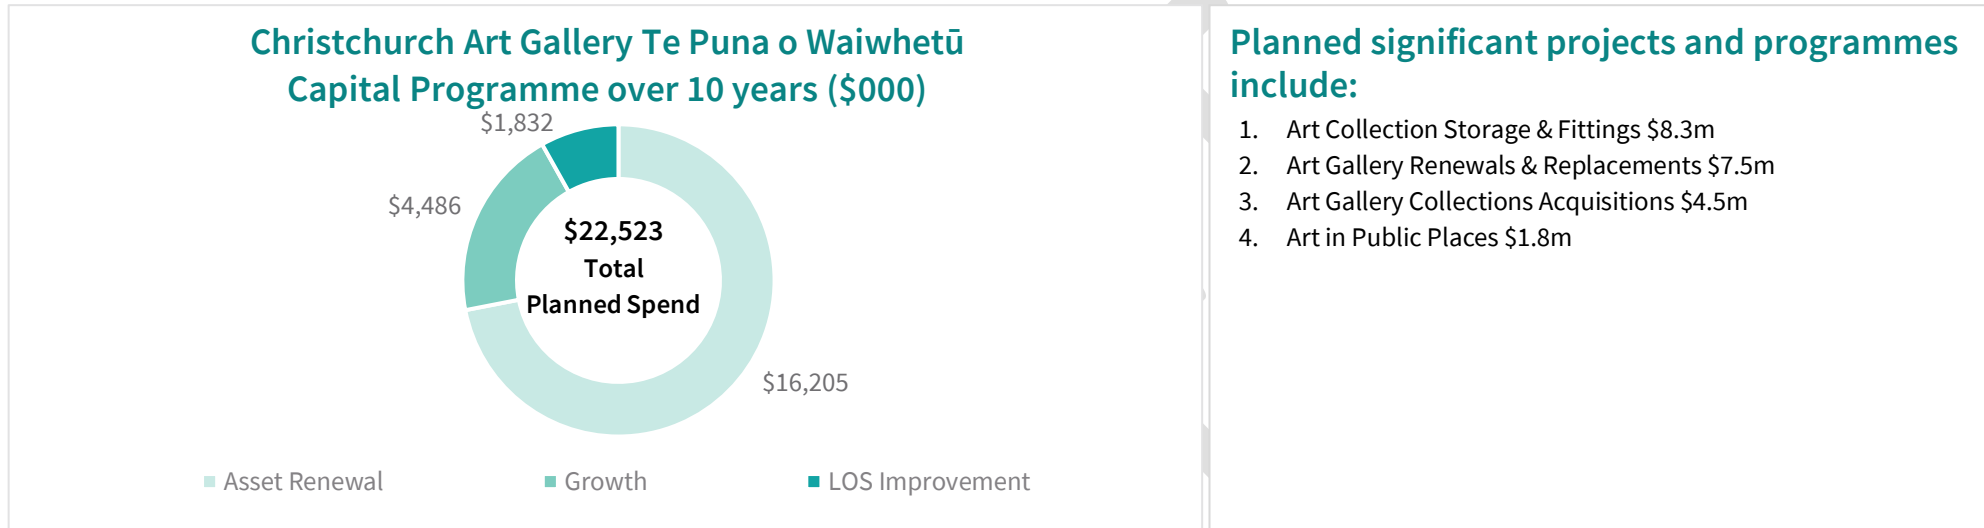 Christchurch Art Gallery Te Puna o Waiwhetū
Capital Programme over 10 years ($000)
$1,832
$4,486
$22,523
Total
Planned Spend
$16,205
Asset Renewal
Growth
LOS Improvement
Planned significant projects and programmes
include:
1. Art Collection Storage & Fittings $8.3m
2. Art Gallery Renewals & Replacements $7.5m
3. Art Gallery Collections Acquisitions $4.5m
4. Art in Public Places $1.8m